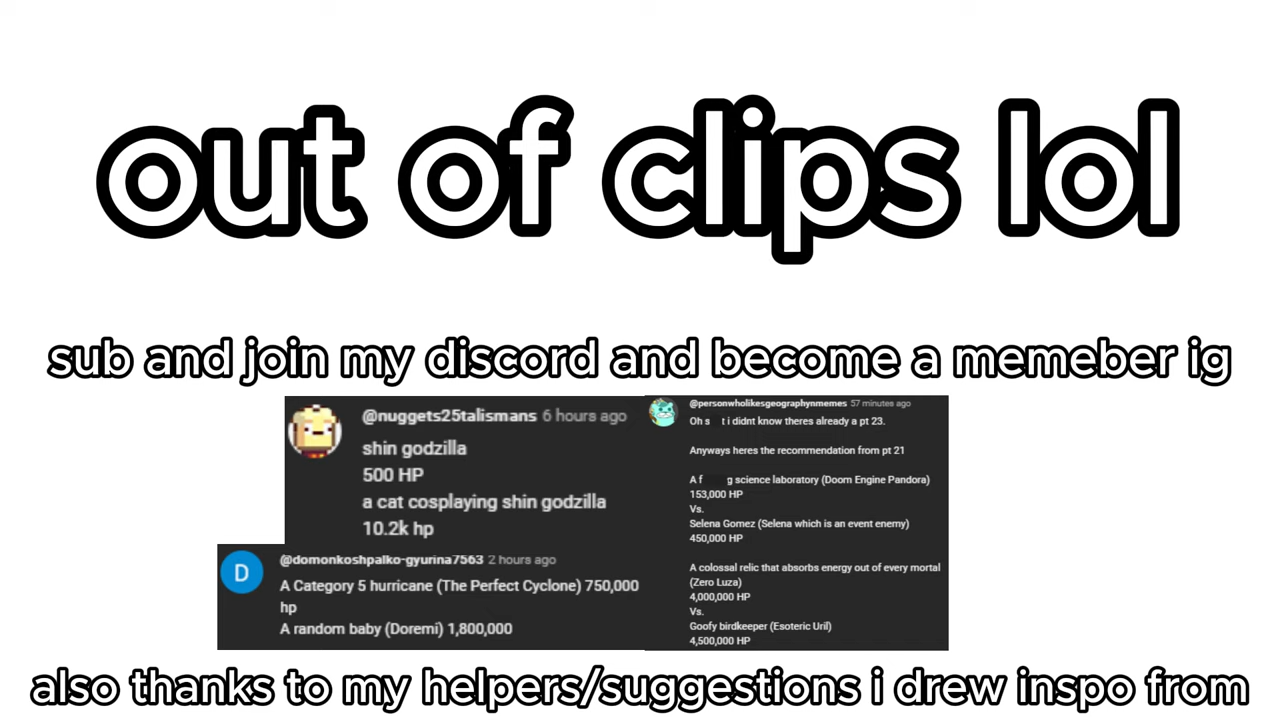 out of clips lol
sub and join my discord and become a memeber ig
@nuggets25talismans 6 hours ago
shin godzilla
500 HP
a cat cosplaying shin godzilla
10.2k hp
D
@domonkoshpalko-gyurina7563 2 hours ago
A Category 5 hurricane (The Perfect Cyclone) 750,000
hp
A random baby (Doremi) 1,800,000
@personwholikesgeographynmemes 57 minutes ago
Oh s t i didnt know theres already a pt 23.
Anyways heres the recommendation from pt 21
A f g science laboratory (Doom Engine Pandora)
153,000 HP
Vs.
Selena Gomez (Selena which is an event enemy)
450,000 HP
A colossal relic that absorbs energy out of every mortal
(Zero Luza)
4,000,000 HP
Vs.
Goofy birdkeeper (Esoteric Uril)
4,500,000 HP
also thanks to my helpers/suggestions i drew inspo from